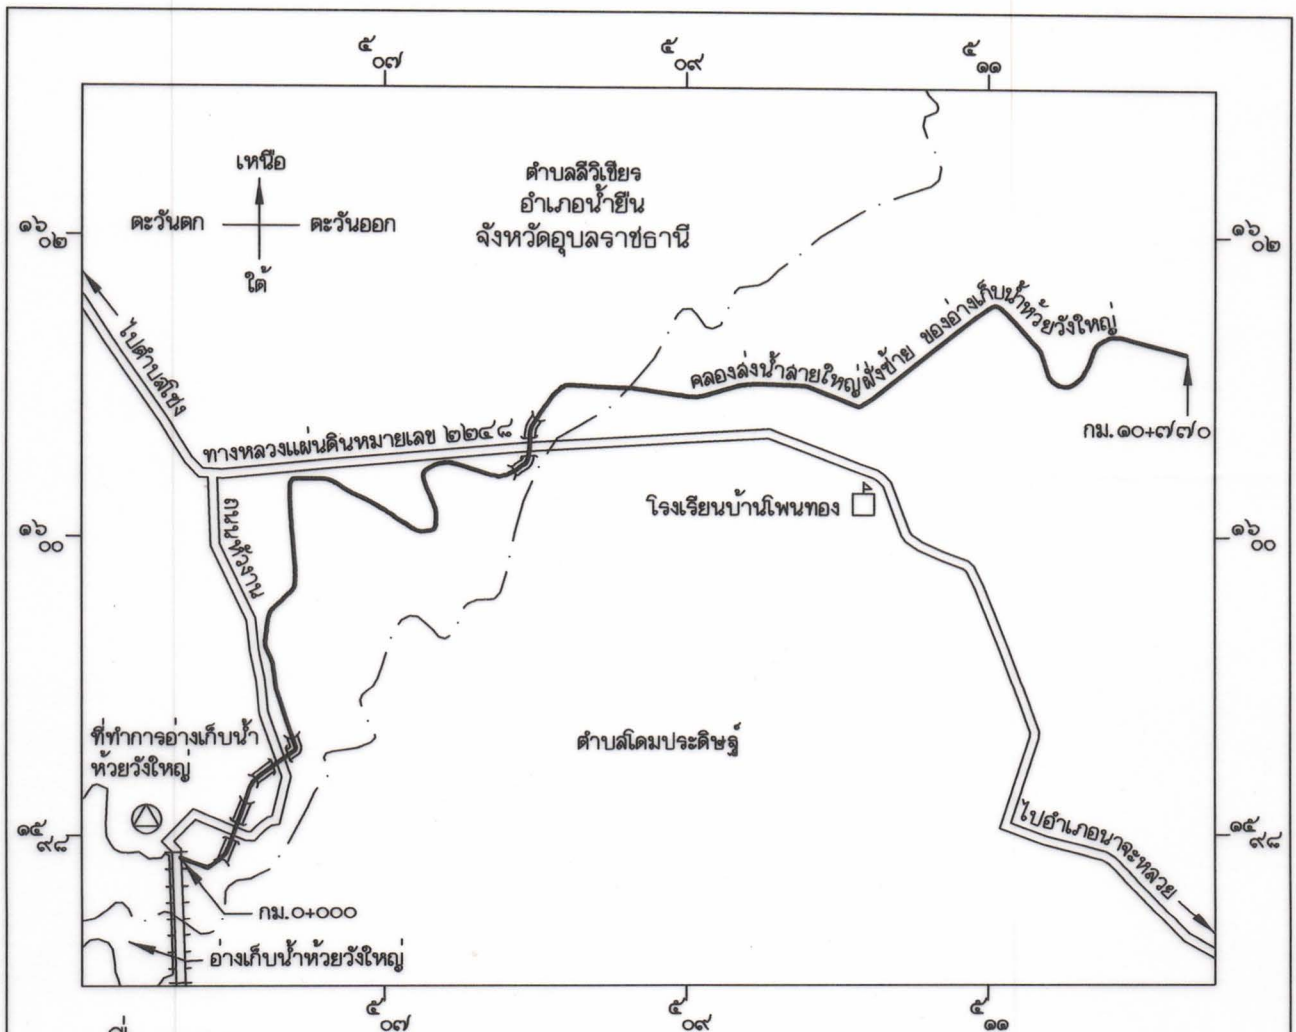 ๕๐๗
๕๐๙
๕๑๑
เหนือ
ตะวันตก
ตะวันออก
ใต้
ตำบลสีวิเชียร
อำเภอน้ำยืน
จังหวัดอุบลราชธานี
๑๖๐๒
๑๖๐๒
ไปตำบลโซง
คลองส่งน้ำสายใหญ่ฝั่งซ้าย ของอ่างเก็บน้ำห้วยวังใหญ่
กม.๑๐+๗๗๐
ทางหลวงแผ่นดินหมายเลข ๒๒๔๘
โรงเรียนบ้านโพนทอง
ถนนหัวงาน
๑๖๐๐
๑๖๐๐
ที่ทำการอ่างเก็บน้ำ
ห้วยวังใหญ่
ตำบลโดมประดิษฐ์
๑๕๙๘
๑๕๙๘
ไปอำเภอนาจะหลวย
กม.๐+๐๐๐
อ่างเก็บน้ำห้วยวังใหญ่
๕๐๗
๕๐๙
๕๑๑